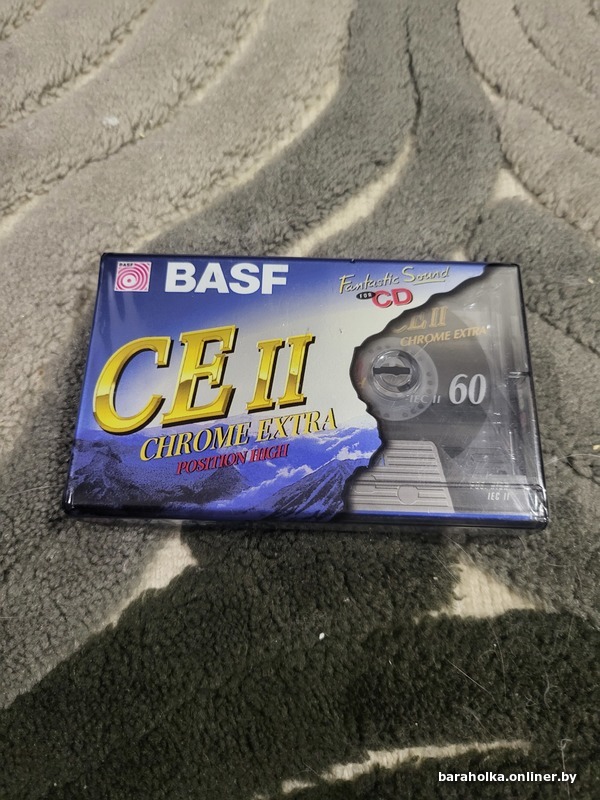 BASF
BASF
Fantastic Sound
FOR CD
CE II
CHROME EXTRA
POSITION HIGH
CE II
CHROME EXTRA
IEC II 60
IEC II
baraholka.onliner.by